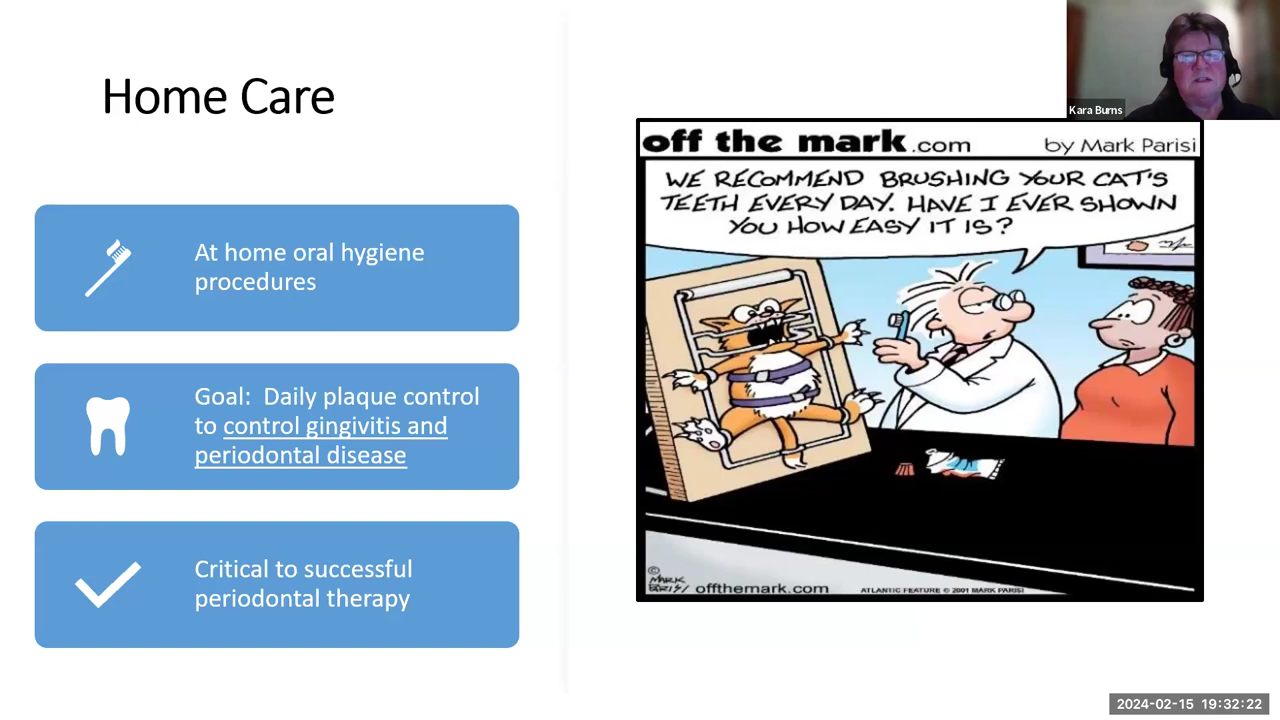 Home Care
At home oral hygiene
procedures
Goal:  Daily plaque control
to control gingivitis and
periodontal disease
Critical to successful
periodontal therapy
Kara Burns
off the mark.com
by Mark Parisi
WE RECOMMEND BRUSHING YOUR CAT'S
TEETH EVERY DAY. HAVE I EVER SHOWN
YOU HOW EASY IT IS?
©
MARK
PARISI
offthemark.com
ATLANTIC FEATURE © 2001 MARK PARISI
2024-02-15 19:32:22